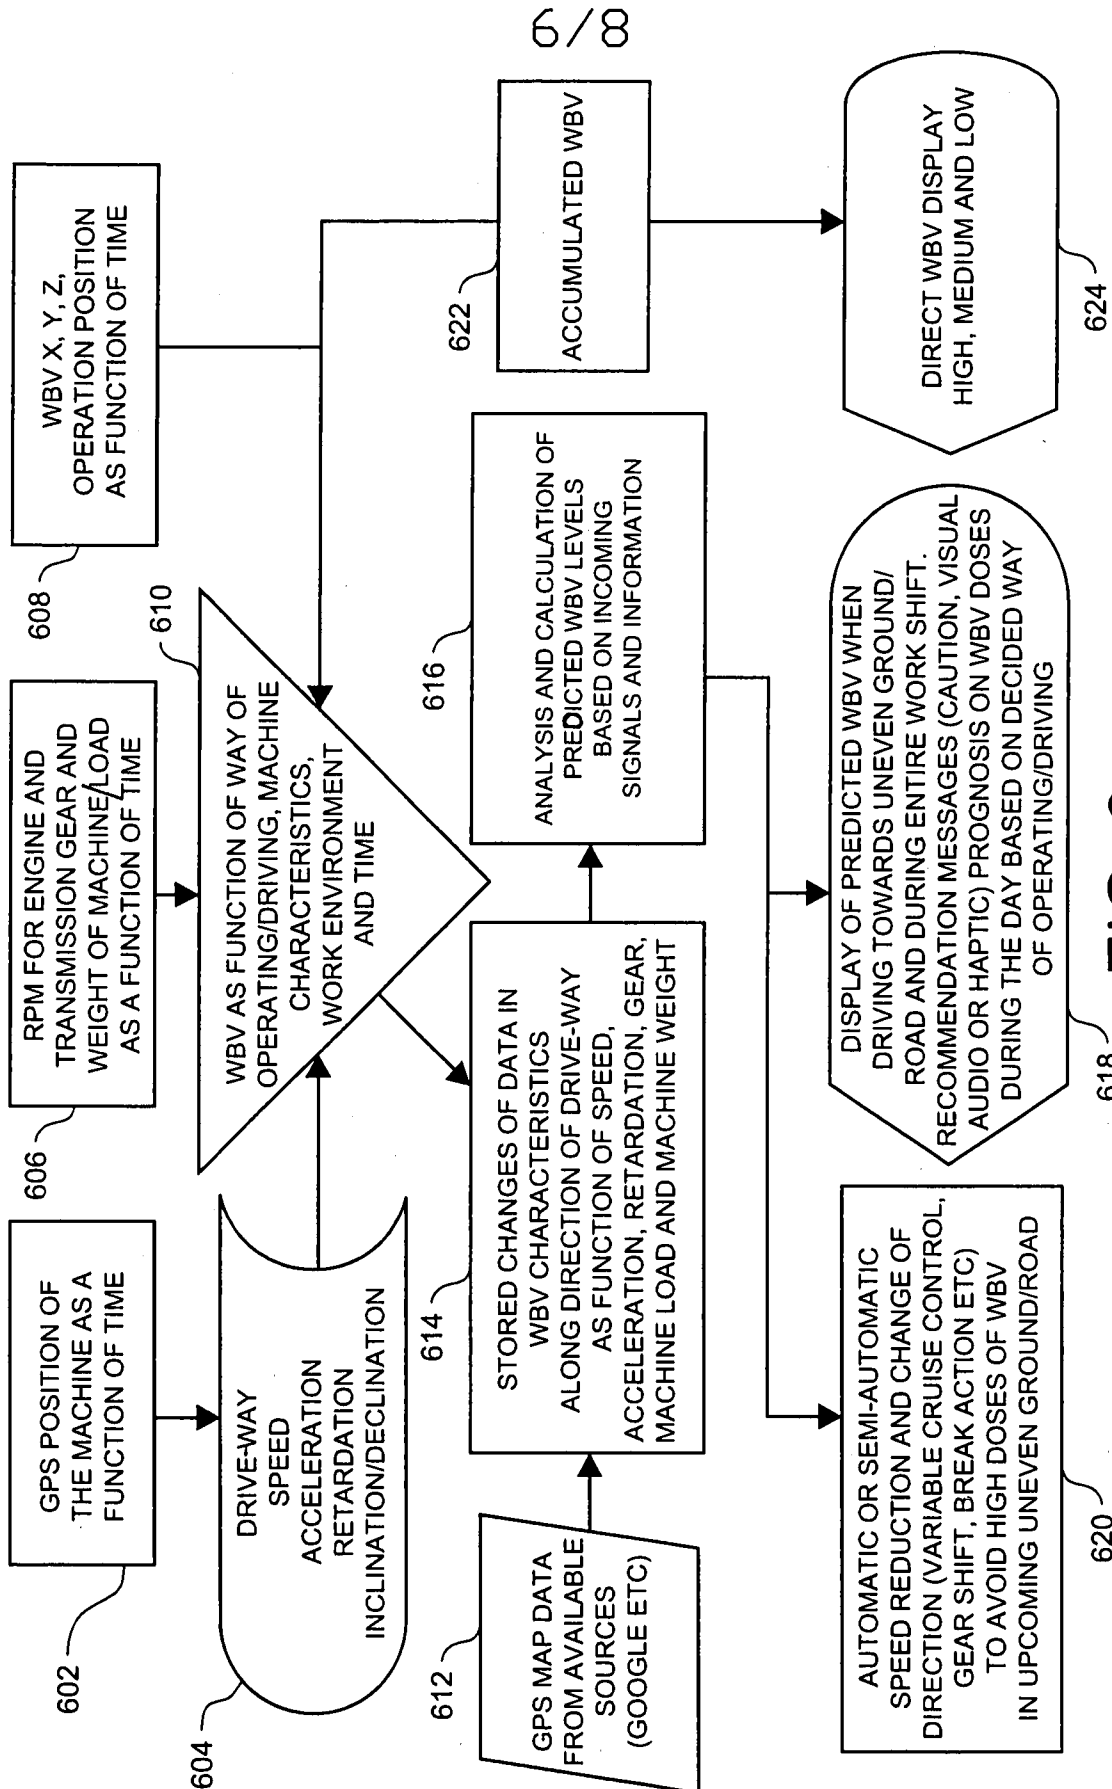 6/8
602
GPS POSITION OF
THE MACHINE AS A
FUNCTION OF TIME
606
RPM FOR ENGINE AND
TRANSMISSION GEAR AND
WEIGHT OF MACHINE/LOAD
AS A FUNCTION OF TIME
608
WBV X, Y, Z,
OPERATION POSITION
AS FUNCTION OF TIME
604
DRIVE-WAY
SPEED
ACCELERATION
RETARDATION
INCLINATION/DECLINATION
610
WBV AS FUNCTION OF WAY OF
OPERATING/DRIVING, MACHINE
CHARACTERISTICS,
WORK ENVIRONMENT
AND TIME
612
GPS MAP DATA
FROM AVAILABLE
SOURCES
(GOOGLE ETC)
614
STORED CHANGES OF DATA IN
WBV CHARACTERISTICS
ALONG DIRECTION OF DRIVE-WAY
AS FUNCTION OF SPEED,
ACCELERATION, RETARDATION, GEAR,
MACHINE LOAD AND MACHINE WEIGHT
616
ANALYSIS AND CALCULATION OF
PREDICTED WBV LEVELS
BASED ON INCOMING
SIGNALS AND INFORMATION
622
ACCUMULATED WBV
AUTOMATIC OR SEMI-AUTOMATIC
SPEED REDUCTION AND CHANGE OF
DIRECTION (VARIABLE CRUISE CONTROL,
GEAR SHIFT, BREAK ACTION ETC)
TO AVOID HIGH DOSES OF WBV
IN UPCOMING UNEVEN GROUND/ROAD
620
DISPLAY OF PREDICTED WBV WHEN
DRIVING TOWARDS UNEVEN GROUND/
ROAD AND DURING ENTIRE WORK SHIFT.
RECOMMENDATION MESSAGES (CAUTION, VISUAL
AUDIO OR HAPTIC) PROGNOSIS ON WBV DOSES
DURING THE DAY BASED ON DECIDED WAY
OF OPERATING/DRIVING
618
DIRECT WBV DISPLAY
HIGH, MEDIUM AND LOW
624